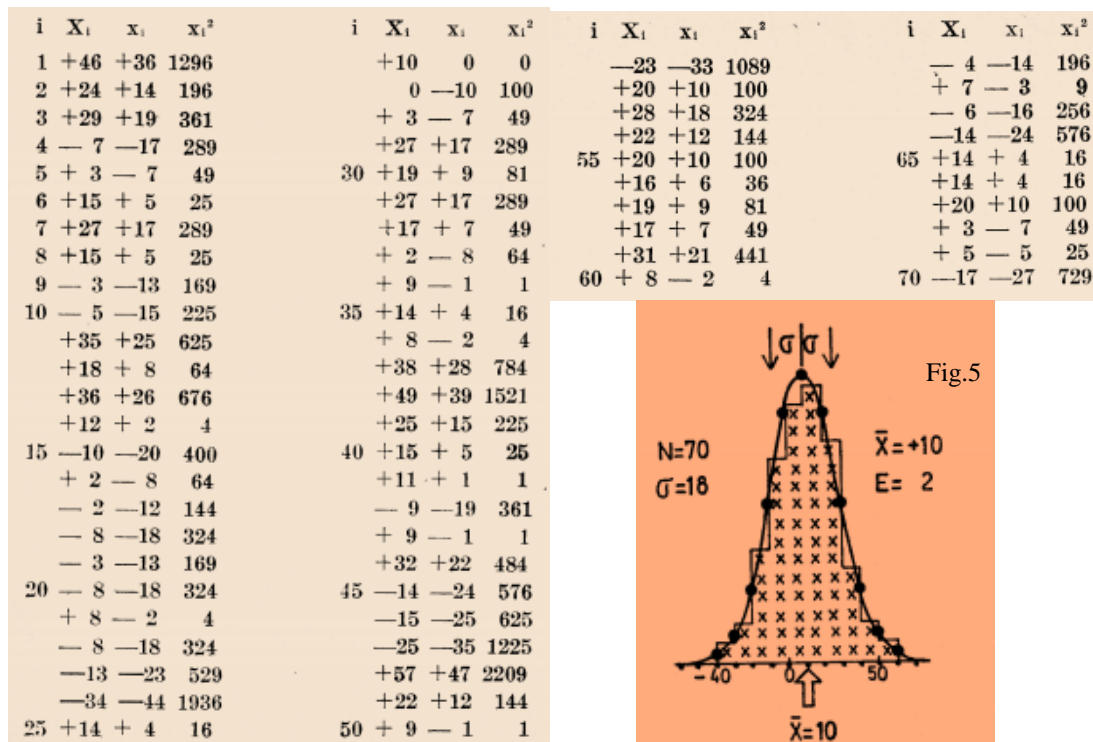 i Xᵢ xᵢ xᵢ²
1 +46 +36 1296
2 +24 +14 196
3 +29 +19 361
4 — 7 —17 289
5 + 3 — 7 49
6 +15 + 5 25
7 +27 +17 289
8 +15 + 5 25
9 — 3 —13 169
10 — 5 —15 225
+35 +25 625
+18 + 8 64
+36 +26 676
+12 + 2 4
15 —10 —20 400
+ 2 — 8 64
— 2 —12 144
— 8 —18 324
— 3 —13 169
20 — 8 —18 324
+ 8 — 2 4
— 8 —18 324
—13 —23 529
—34 —44 1936
25 +14 + 4 16
i Xᵢ xᵢ xᵢ²
+10 0 0
0 —10 100
+ 3 — 7 49
+27 +17 289
30 +19 + 9 81
+27 +17 289
+17 + 7 49
+ 2 — 8 64
+ 9 — 1 1
35 +14 + 4 16
+ 8 — 2 4
+38 +28 784
+49 +39 1521
+25 +15 225
40 +15 + 5 25
+11 + 1 1
— 9 —19 361
+ 9 — 1 1
+32 +22 484
45 —14 —24 576
—15 —25 625
—25 —35 1225
+57 +47 2209
+22 +12 144
50 + 9 — 1 1
i Xᵢ xᵢ xᵢ²
—23 —33 1089
+20 +10 100
+28 +18 324
+22 +12 144
55 +20 +10 100
+16 + 6 36
+19 + 9 81
+17 + 7 49
+31 +21 441
60 + 8 — 2 4
i Xᵢ xᵢ xᵢ²
— 4 —14 196
+ 7 — 3 9
— 6 —16 256
—14 —24 576
65 +14 + 4 16
+14 + 4 16
+20 +10 100
+ 3 — 7 49
+ 5 — 5 25
70 —17 —27 729
σ σ
Fig.5
N=70
σ=18
X̄=+10
E= 2
-40 0 50
X̄=10